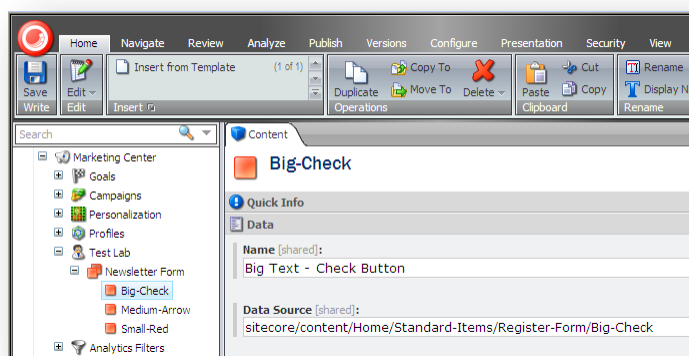 Home Navigate Review Analyze Publish Versions Configure Presentation Security View
Insert from Template (1 of 1)
Copy To
Cut
Rename
Move To
Copy
Display N
Save Edit Duplicate Delete Paste
Write Edit Insert Operations Clipboard Rename
Search
Content
Marketing Center
Goals
Campaigns
Personalization
Profiles
Test Lab
Newsletter Form
Big-Check
Medium-Arrow
Small-Red
Analytics Filters
Big-Check
Quick Info
Data
Name [shared]:
Big Text - Check Button
Data Source [shared]:
sitecore/content/Home/Standard-Items/Register-Form/Big-Check